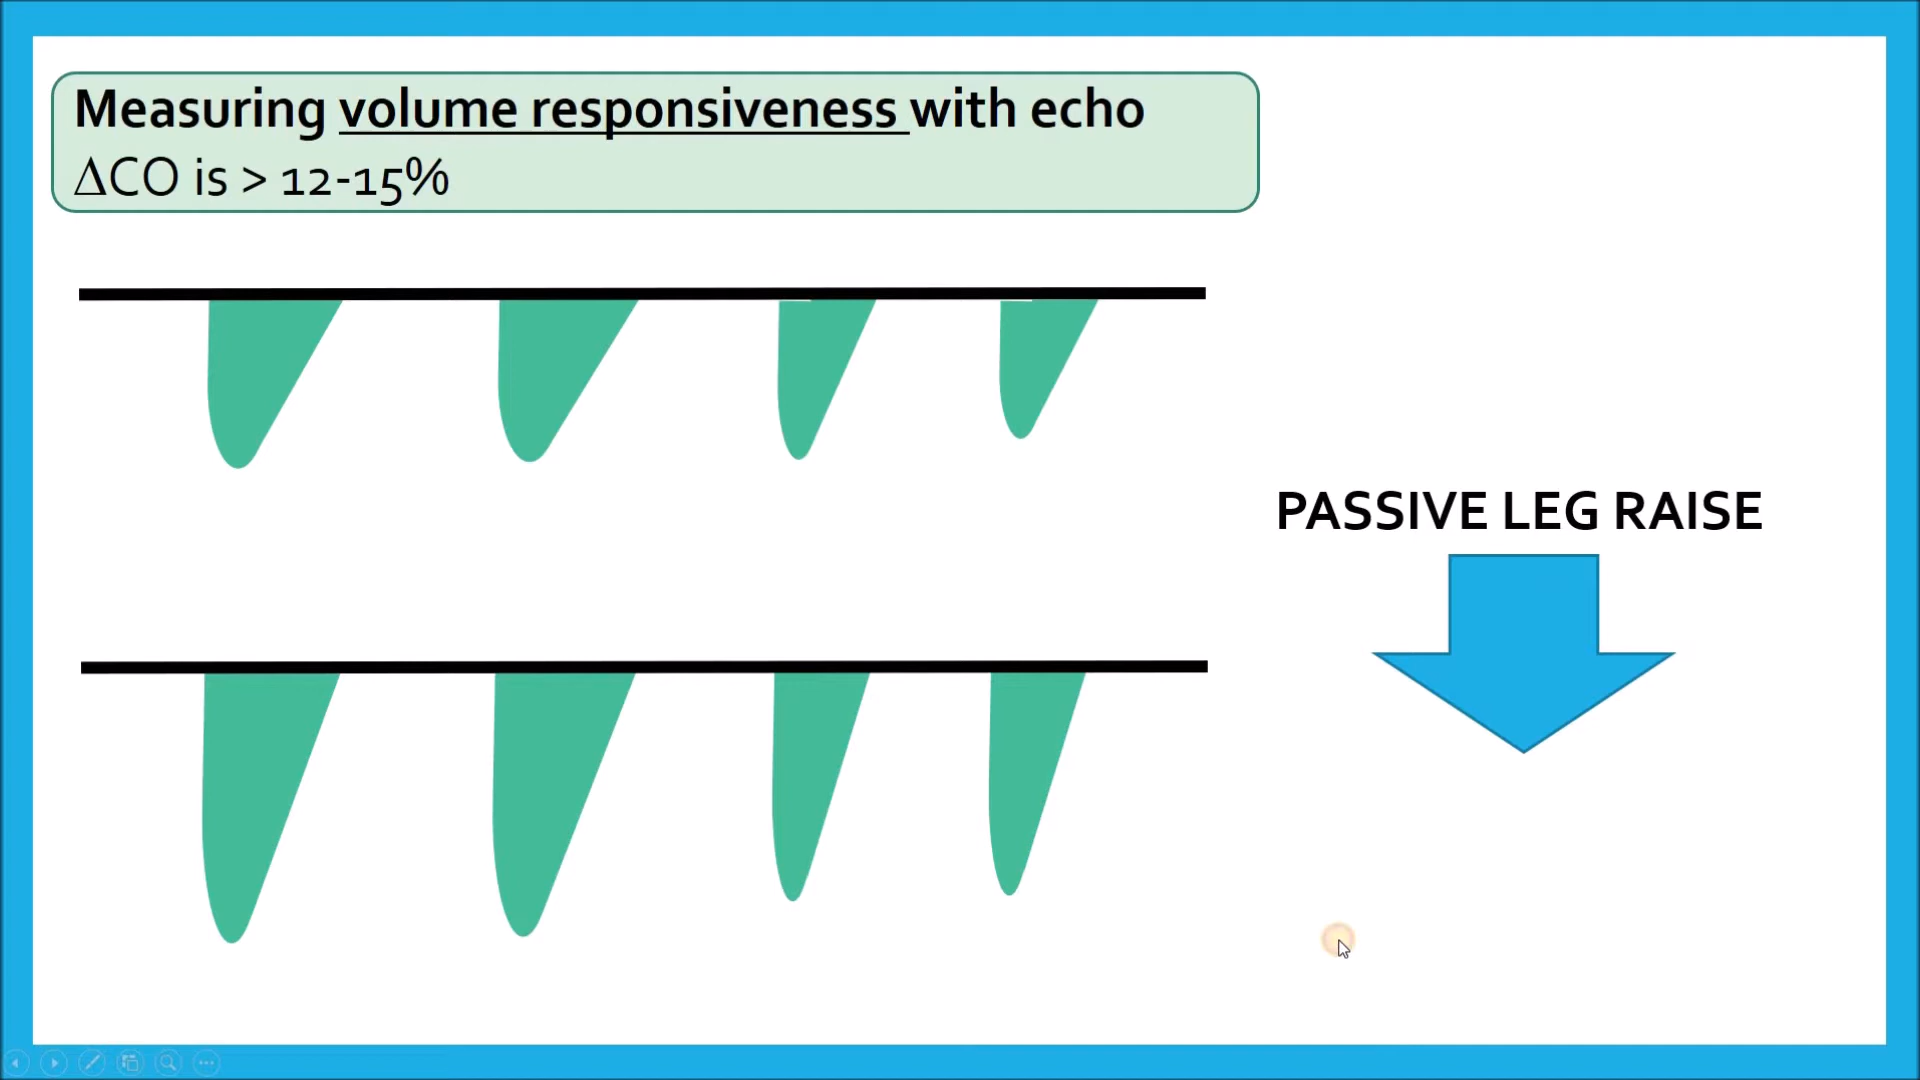 Measuring volume responsiveness with echo
ΔCO is > 12-15%
PASSIVE LEG RAISE